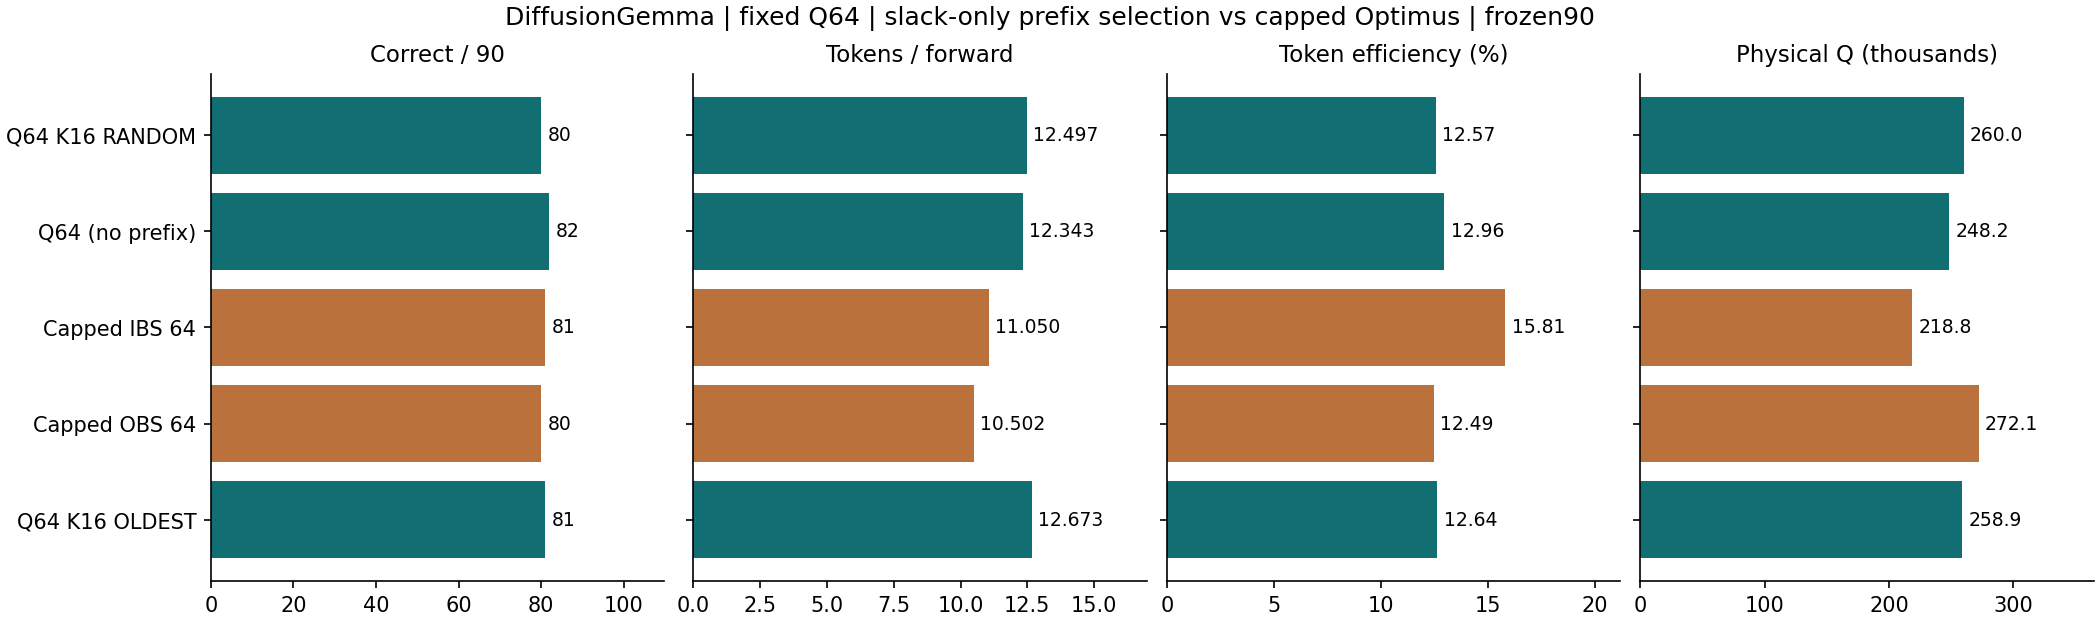 DiffusionGemma | fixed Q64 | slack-only prefix selection vs capped Optimus | frozen90
Correct / 90
Tokens / forward
Token efficiency (%)
Physical Q (thousands)
Q64 K16 RANDOM
80
12.497
12.57
260.0
Q64 (no prefix)
82
12.343
12.96
248.2
Capped IBS 64
81
11.050
15.81
218.8
Capped OBS 64
80
10.502
12.49
272.1
Q64 K16 OLDEST
81
12.673
12.64
258.9
0 20 40 60 80 100
0.0 2.5 5.0 7.5 10.0 12.5 15.0
0 5 10 15 20
0 100 200 300